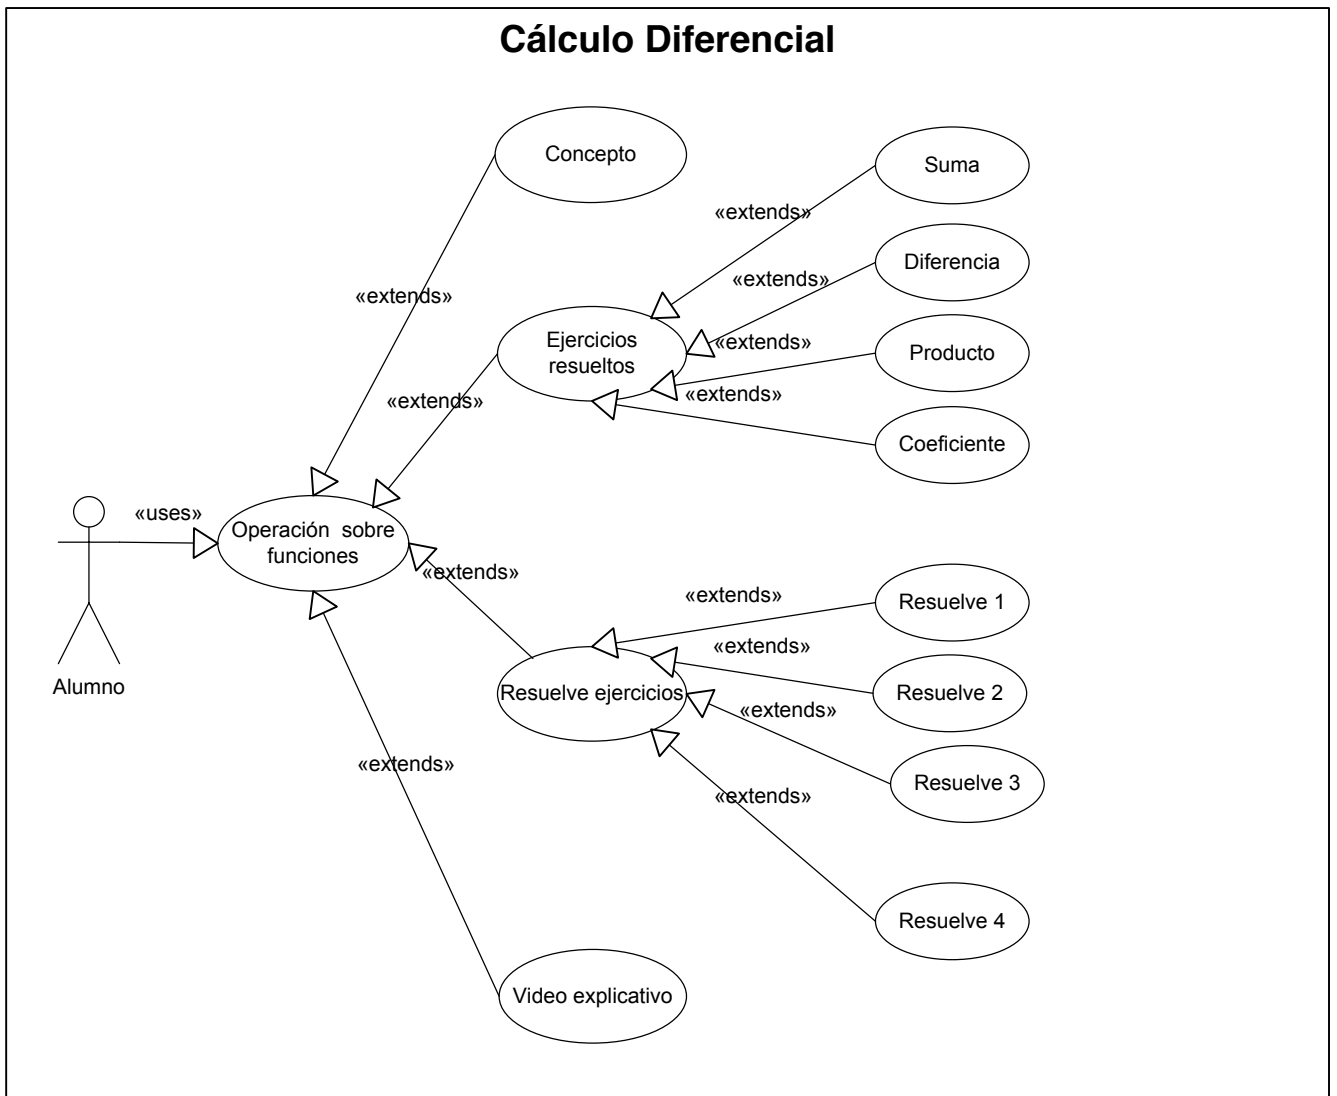 Cálculo Diferencial
Concepto
Suma
«extends»
Diferencia
«extends»
«extends»
Ejercicios
resueltos
«extends»
Producto
«extends»
«extends»
Coeficiente
«uses»
Operación  sobre
funciones
«extends»
Alumno
«extends»
Resuelve 1
«extends»
Resuelve ejercicios
Resuelve 2
«extends»
«extends»
Resuelve 3
«extends»
Resuelve 4
Video explicativo